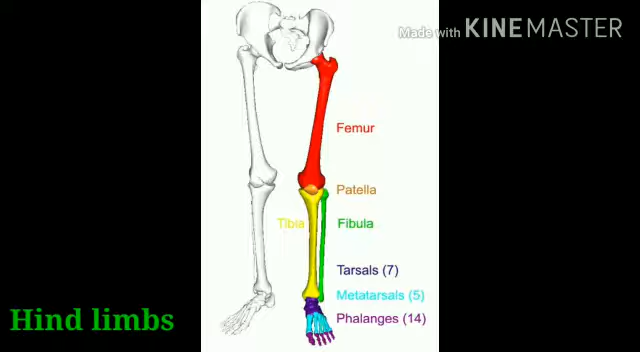 Made with KINEMASTER
Femur
Patella
Tibia
Fibula
Tarsals (7)
Metatarsals (5)
Phalanges (14)
Hind limbs